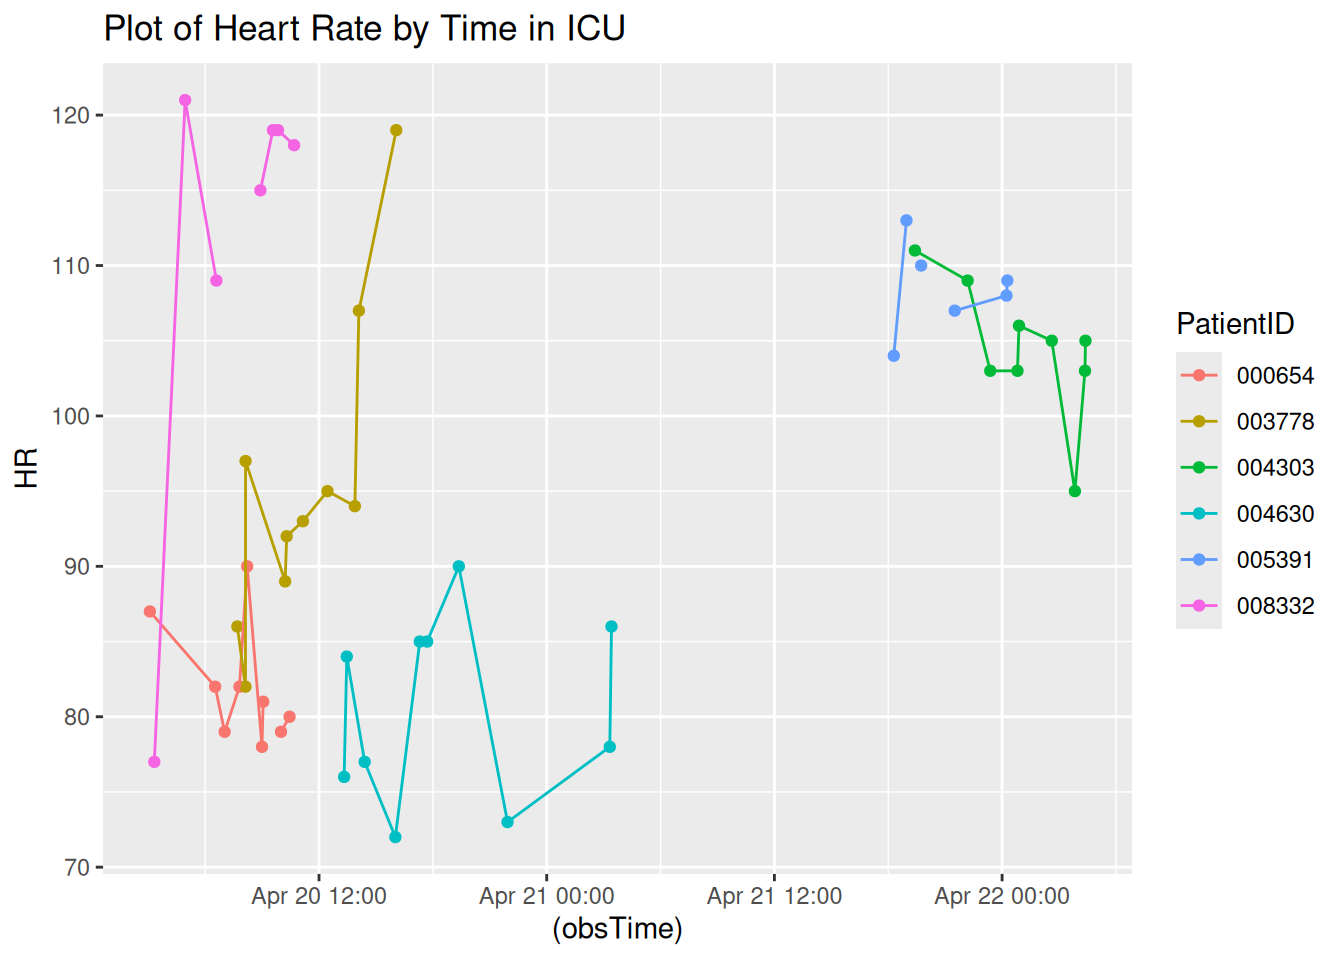 Plot of Heart Rate by Time in ICU
120
110
100
90
80
70
HR
Apr 20 12:00
Apr 21 00:00
Apr 21 12:00
Apr 22 00:00
(obsTime)
PatientID
000654
003778
004303
004630
005391
008332